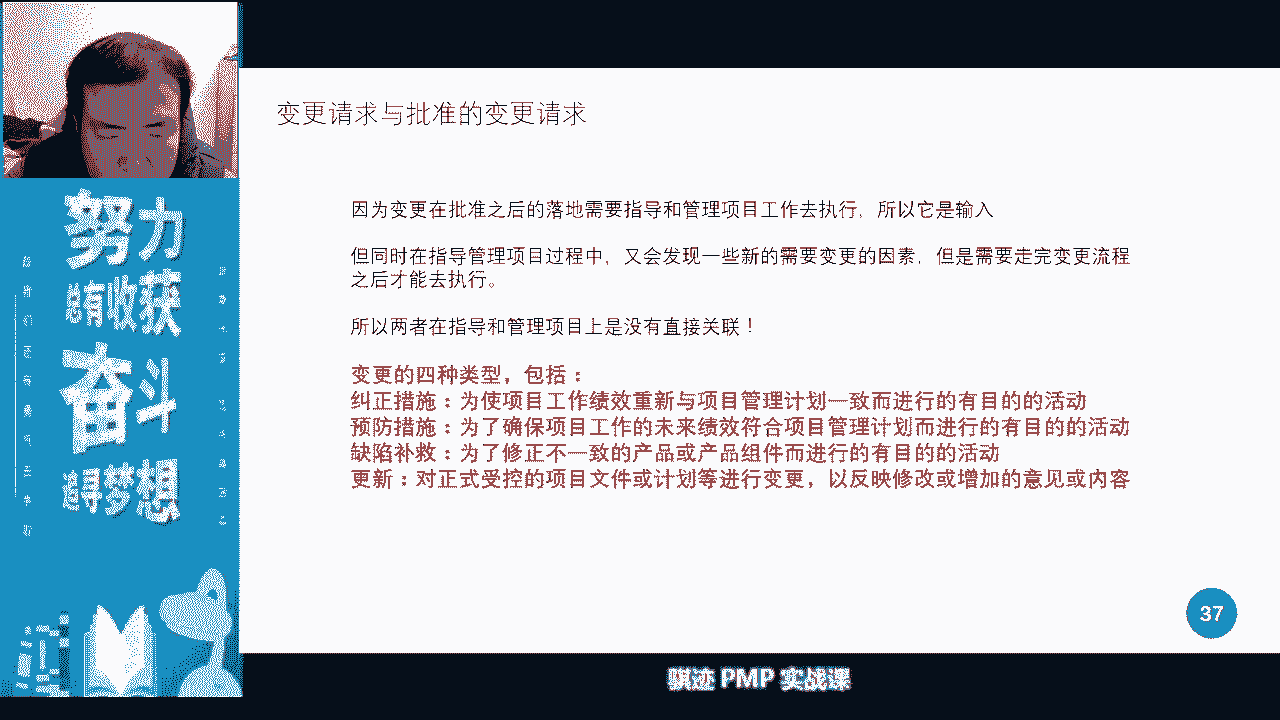 变更请求与批准的变更请求
因为变更在批准之后的落地需要指导和管理项目工作去执行，所以它是输入
但同时在指导管理项目过程中，又会发现一些新的需要变更的因素，但是需要走完变更流程
之后才能去执行。
所以两者在指导和管理项目上是没有直接关联！
变更的四种类型，包括：
纠正措施：为使项目工作绩效重新与项目管理计划一致而进行的有目的的活动
预防措施：为了确保项目工作的未来绩效符合项目管理计划而进行的有目的的活动
缺陷补救：为了修正不一致的产品或产品组件而进行的有目的的活动
更新：对正式受控的项目文件或计划等进行变更，以反映修改或增加的意见或内容
37
努力
总有收获
奋斗
追寻梦想
骐迹 PMP 实战课